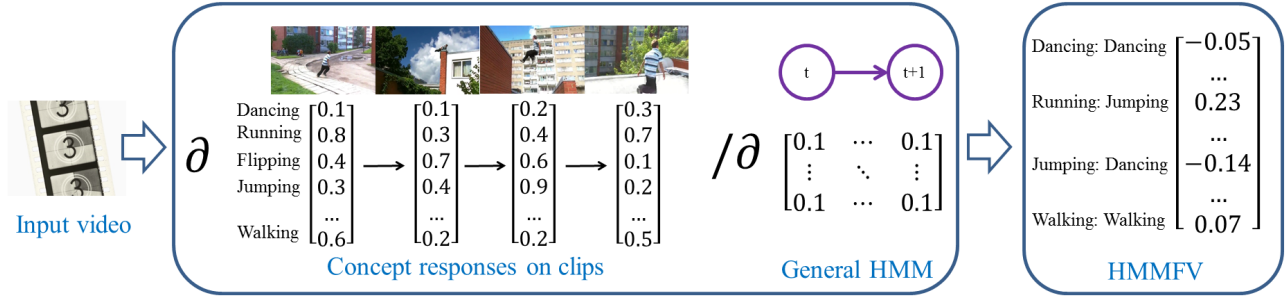 3
3
3
Input video
∂
Dancing [0.1 0.1 0.2 0.3]
Running 0.8 0.3 0.4 0.7
Flipping 0.4 → 0.7 → 0.6 → 0.1
Jumping 0.3 0.4 0.9 0.2
... ... ... ...
Walking 0.6 0.2 0.2 0.5
Concept responses on clips
t t+1
/∂
0.1 ⋯ 0.1
⋮ ⋱ ⋮
0.1 ⋯ 0.1
General HMM
Dancing: Dancing −0.05
...
Running: Jumping 0.23
...
Jumping: Dancing −0.14
...
Walking: Walking 0.07
HMMFV